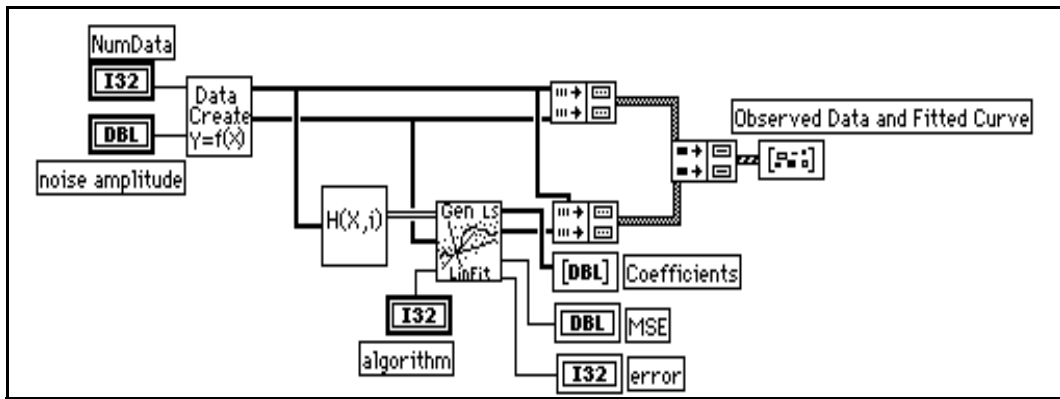 NumData
I32
DBL
noise amplitude
Data
Create
Y=f(X)
H(X,i)
Gen LS
LinFit
I32
algorithm
Observed Data and Fitted Curve
[DBL]
Coefficients
DBL
MSE
I32
error